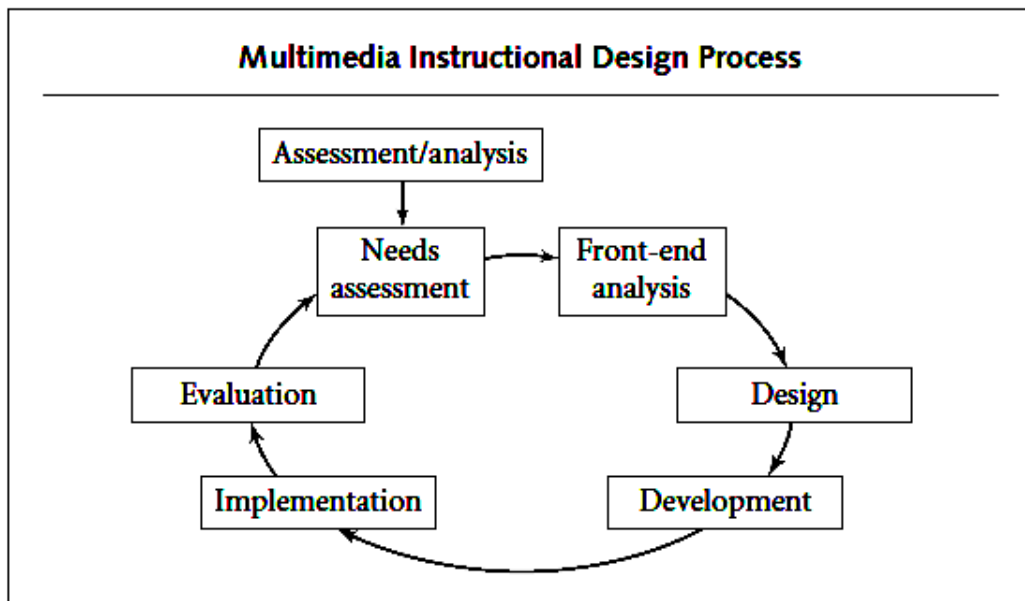 Multimedia Instructional Design Process
Assessment/analysis
Needs
assessment
Front-end
analysis
Evaluation
Design
Implementation
Development